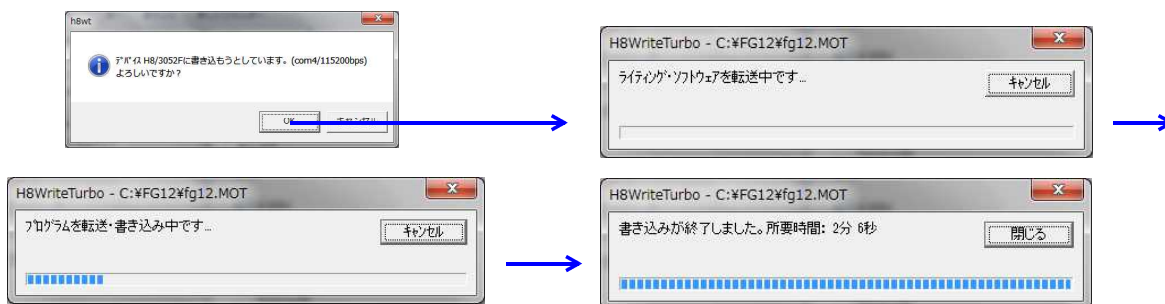 h8wt
ﾃﾞﾊﾞｲｽ H8/3052Fに書き込もうとしています。(com4/115200bps)
よろしいですか？
OK
キャンセル
H8WriteTurbo - C:¥FG12¥fg12.MOT
ﾗｲﾃｨﾝｸﾞ･ｿﾌﾄｳｪｱを転送中です...
ｷｬﾝｾﾙ
H8WriteTurbo - C:¥FG12¥fg12.MOT
ﾌﾟﾛｸﾞﾗﾑを転送･書き込み中です...
ｷｬﾝｾﾙ
H8WriteTurbo - C:¥FG12¥fg12.MOT
書き込みが終了しました。所要時間: 2分 6秒
閉じる